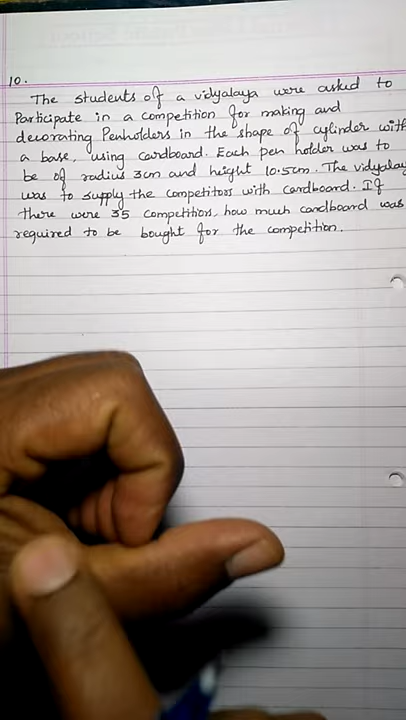 10.
The students of a vidyalaya were asked to
Participate in a competition for making and
decorating Penholders in the shape of cylinder with
a base, using cardboard. Each pen holder was to
be of radius 3cm and height 10.5cm. The vidyalay
was to supply the competitors with cardboard. If
there were 35 competitors, how much cardboard was
required to be bought for the competition.